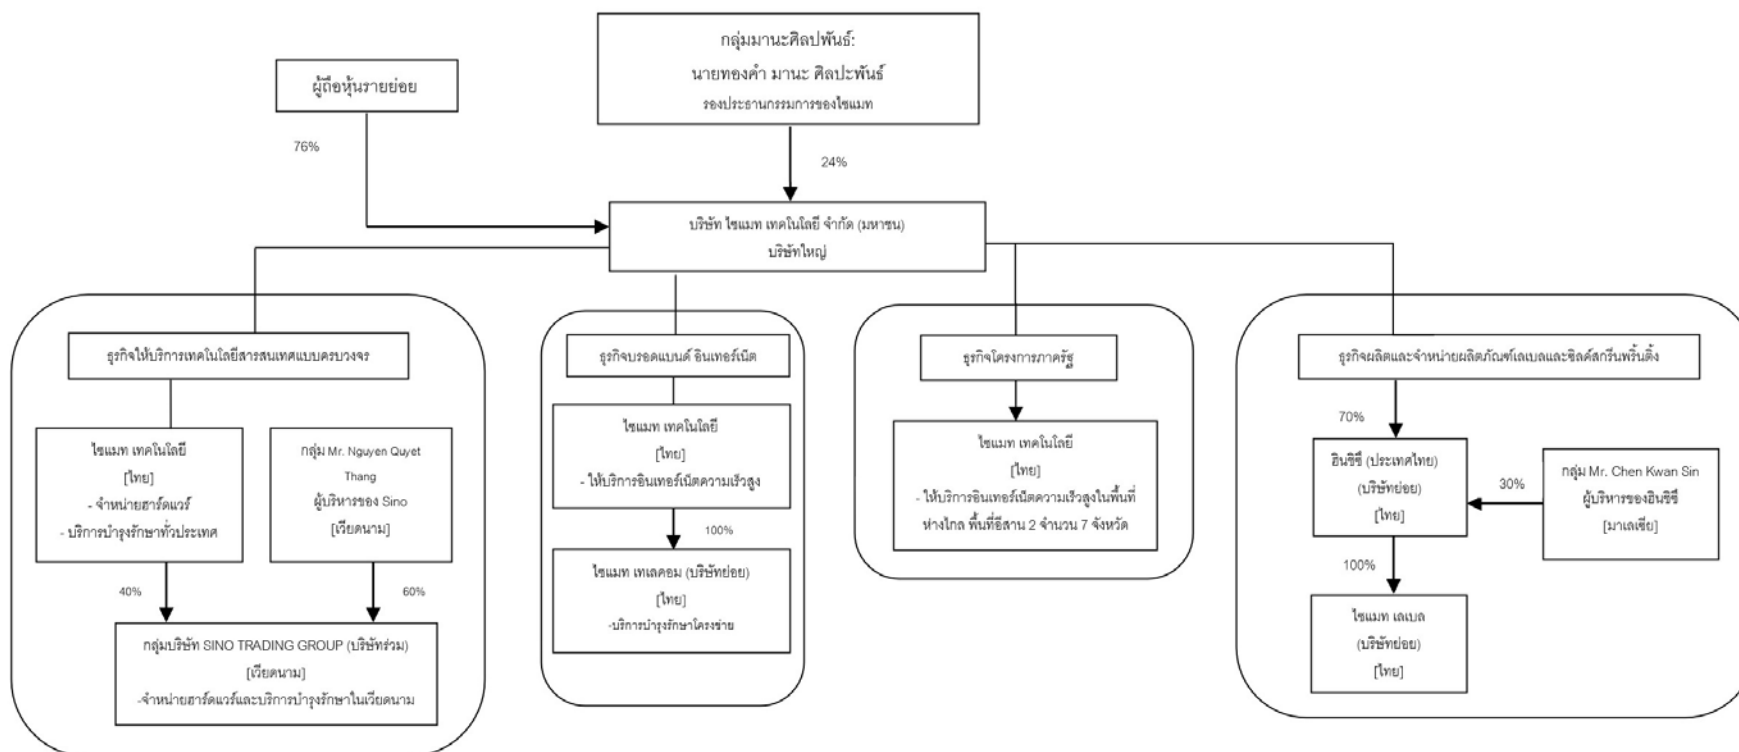 กลุ่มมานะศิลปพันธ์:
นายทองคำ มานะ ศิลปะพันธ์
รองประธานกรรมการของไซแมท
ผู้ถือหุ้นรายย่อย
76%
24%
บริษัท ไซแมท เทคโนโลยี จำกัด (มหาชน)
บริษัทใหญ่
ธุรกิจให้บริการเทคโนโลยีสารสนเทศแบบครบวงจร
ไซแมท เทคโนโลยี
[ไทย]
- จำหน่ายฮาร์ดแวร์
- บริการบำรุงรักษาทั่วประเทศ
กลุ่ม Mr. Nguyen Quyet
Thang
ผู้บริหารของ Sino
[เวียดนาม]
40%
60%
กลุ่มบริษัท SINO TRADING GROUP (บริษัทร่วม)
[เวียดนาม]
-จำหน่ายฮาร์ดแวร์และบริการบำรุงรักษาในเวียดนาม
ธุรกิจบรอดแบนด์ อินเทอร์เน็ต
ไซแมท เทคโนโลยี
[ไทย]
- ให้บริการอินเทอร์เน็ตความเร็วสูง
100%
ไซแมท เทเลคอม (บริษัทย่อย)
[ไทย]
-บริการบำรุงรักษาโครงข่าย
ธุรกิจโครงการภาครัฐ
ไซแมท เทคโนโลยี
[ไทย]
- ให้บริการอินเทอร์เน็ตความเร็วสูงในพื้นที่
ห่างไกล พื้นที่อีสาน 2 จำนวน 7 จังหวัด
ธุรกิจผลิตและจำหน่ายผลิตภัณฑ์เลเบลและซิลค์สกรีนพริ้นติ้ง
70%
ฮินซิซึ (ประเทศไทย)
(บริษัทย่อย)
[ไทย]
30%
กลุ่ม Mr. Chen Kwan Sin
ผู้บริหารของฮินซิซึ
[มาเลเซีย]
100%
ไซแมท เลเบล
(บริษัทย่อย)
[ไทย]